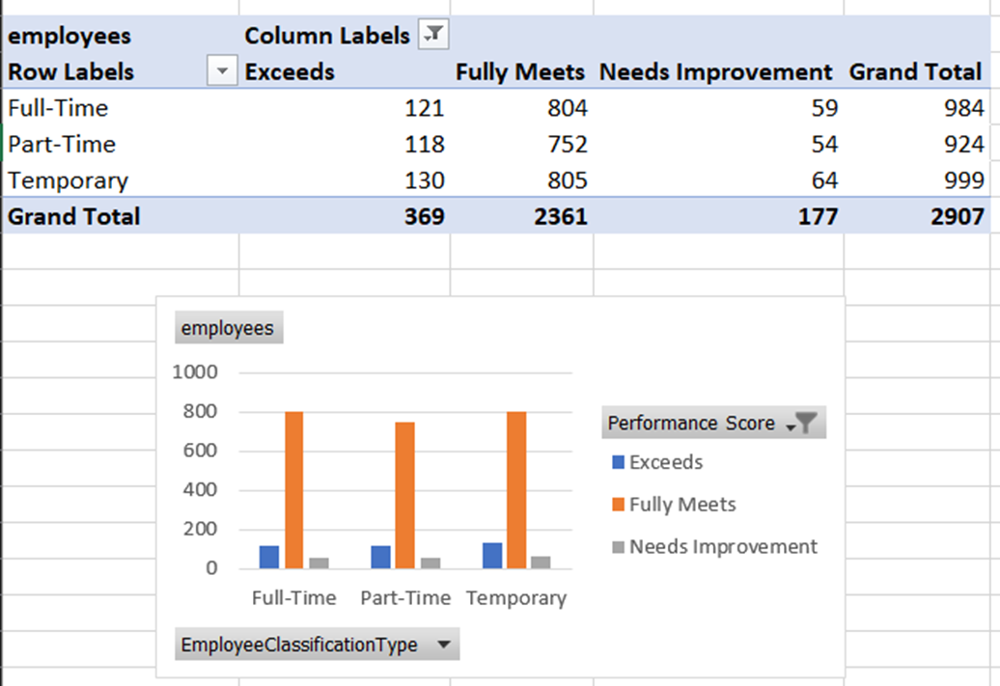 employees Column Labels
Row Labels Exceeds Fully Meets Needs Improvement Grand Total
Full-Time 121 804 59 984
Part-Time 118 752 54 924
Temporary 130 805 64 999
Grand Total 369 2361 177 2907
employees
1000
800
600
400
200
0
Full-Time Part-Time Temporary
EmployeeClassificationType
Performance Score
Exceeds
Fully Meets
Needs Improvement